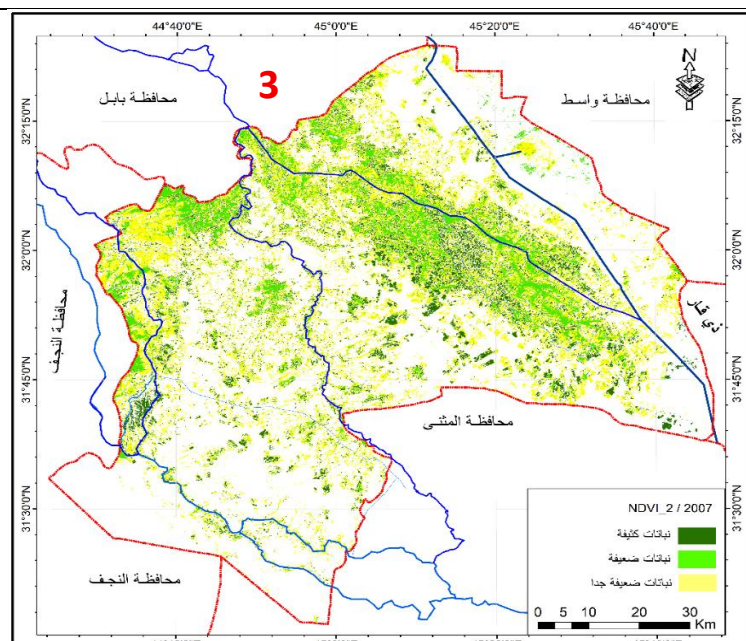 44°40'0"E 45°0'0"E 45°20'0"E 45°40'0"E
N
3
محافظة بابل
محافظة واسط
32°15'0"N 32°15'0"N
32°0'0"N 32°0'0"N
محافظة النجف
ذي قار
31°45'0"N 31°45'0"N
محافظة المثنى
31°30'0"N 31°30'0"N
NDVI_2 / 2007
نباتات كثيفة
نباتات ضعيفة
نباتات ضعيفة جدا
محافظة النجف
0 5 10 20 30
Km